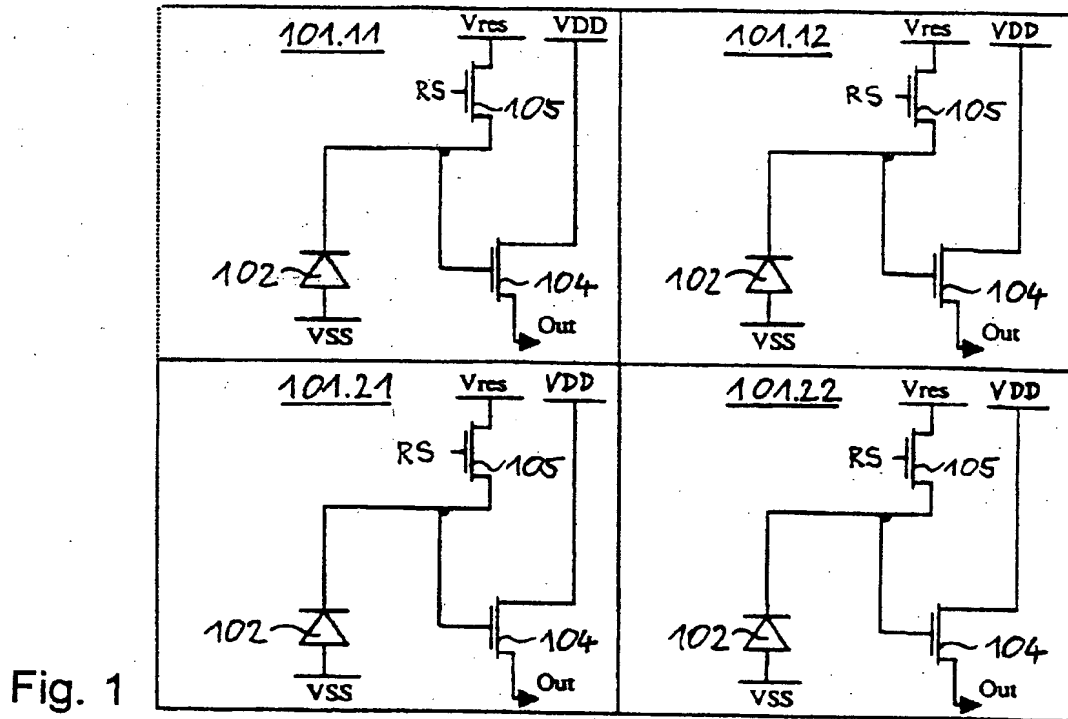 101.11 Vres VDD
RS 105
102 104
VSS Out
101.12 Vres VDD
RS 105
102 104
VSS Out
101.21 Vres VDD
RS 105
102 104
VSS Out
101.22 Vres VDD
RS 105
102 104
VSS Out
Fig. 1